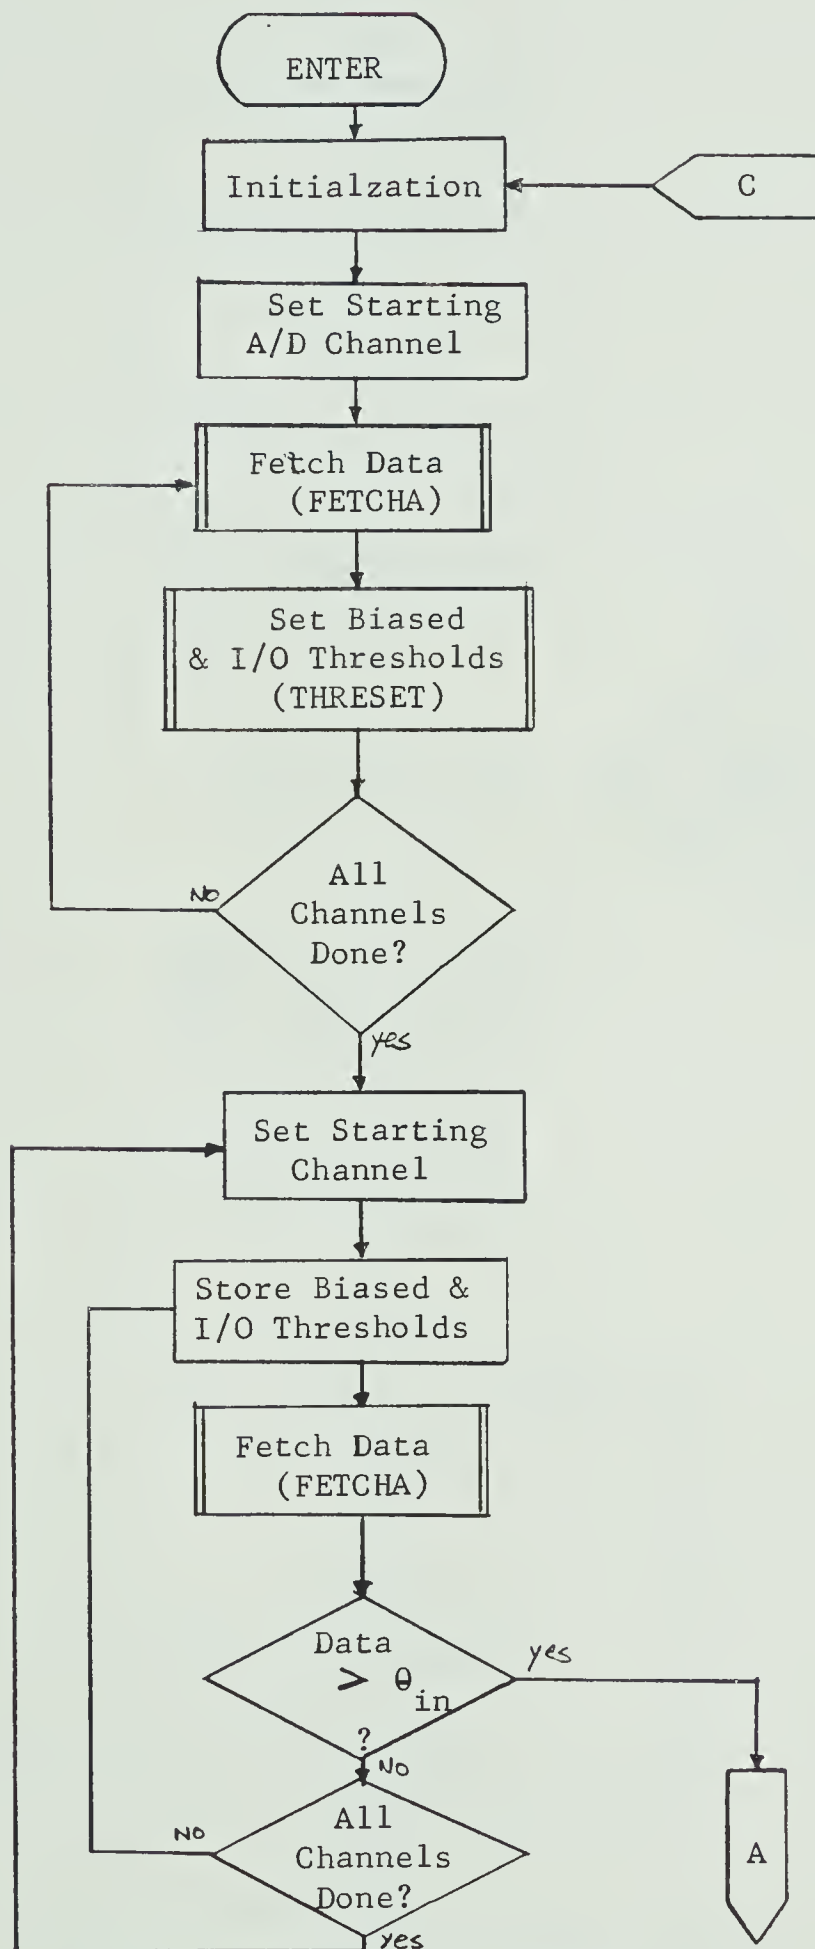 ENTER
Initialzation
C
Set Starting
A/D Channel
Fetch Data
(FETCHA)
Set Biased
& I/O Thresholds
(THRESET)
All
Channels
Done?
NO
yes
Set Starting
Channel
Store Biased &
I/O Thresholds
Fetch Data
(FETCHA)
Data
> θin
?
yes
NO
A
All
Channels
Done?
NO
yes